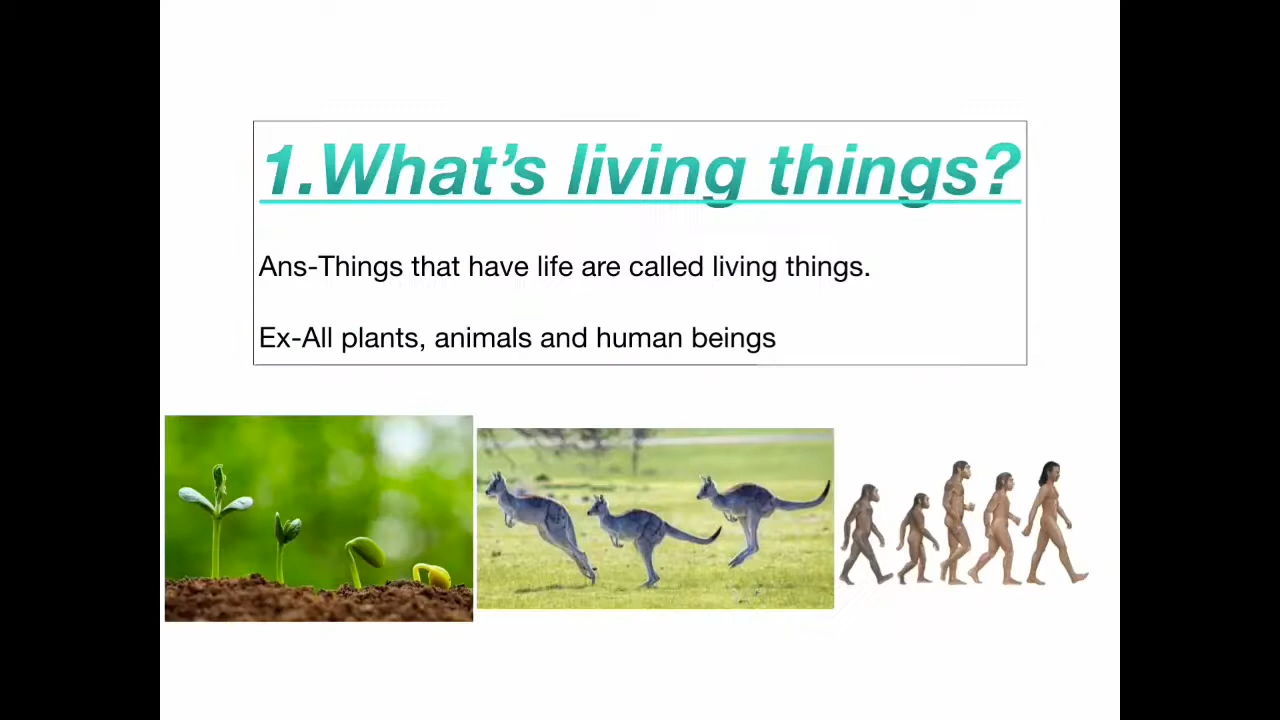 1.What’s living things?
Ans-Things that have life are called living things.
Ex-All plants, animals and human beings